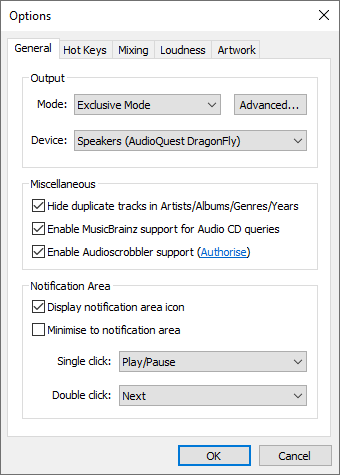 Options
General Hot Keys Mixing Loudness Artwork
Output
Mode: Exclusive Mode Advanced...
Device: Speakers (AudioQuest DragonFly)
Miscellaneous
Hide duplicate tracks in Artists/Albums/Genres/Years
Enable MusicBrainz support for Audio CD queries
Enable Audioscrobbler support (Authorise)
Notification Area
Display notification area icon
Minimise to notification area
Single click: Play/Pause
Double click: Next
OK Cancel